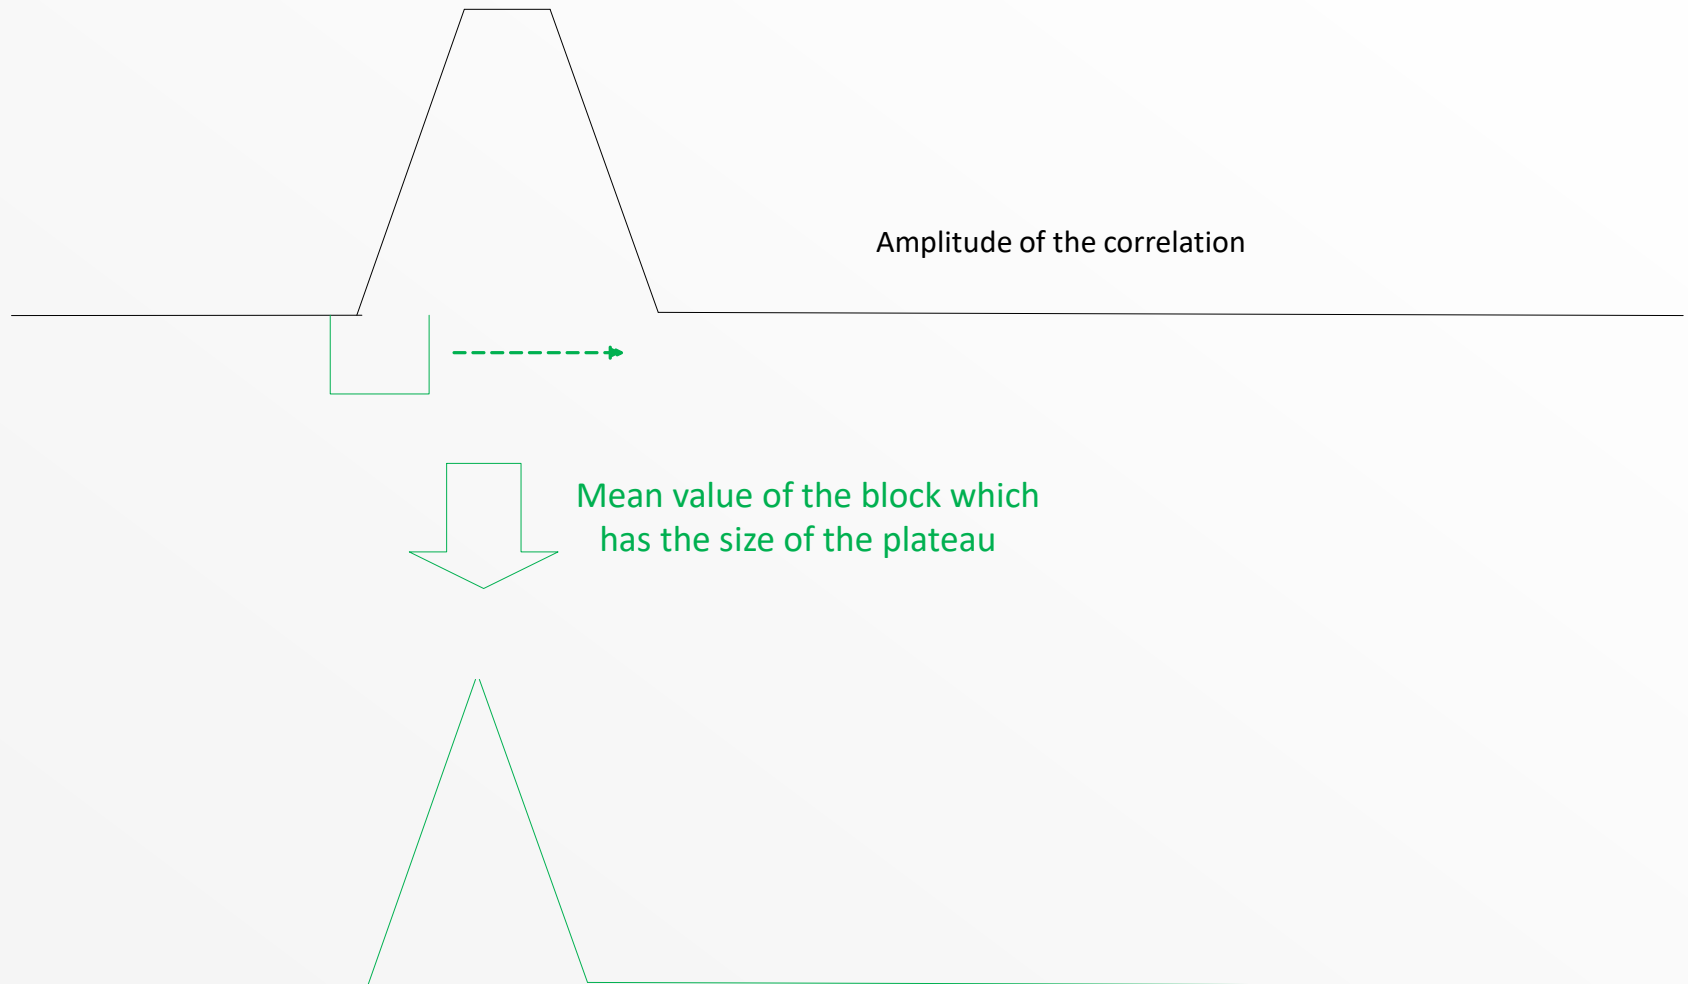 Amplitude of the correlation
Mean value of the block which
has the size of the plateau